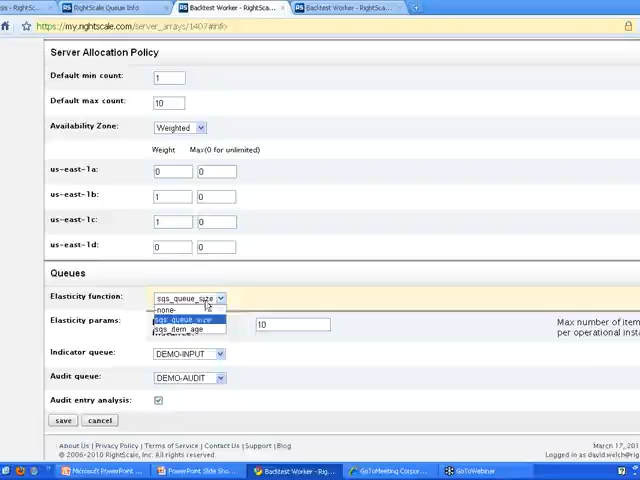 sis - RightSc
RightScale Queue Info
Backtest Worker - RightSca...
Backtest Worker - RightSca...
https://my.rightscale.com/server_arrays/1407#info
Server Allocation Policy
Default min count: 1
Default max count: 10
Availability Zone: Weighted
Weight Max(0 for unlimited)
us-east-1a: 0 0
us-east-1b: 1 0
us-east-1c: 1 0
us-east-1d: 0 0
Queues
Elasticity function: sqs_queue_size
-none-
sqs_queue_size
sqs_item_age
Elasticity params: 10 Max number of item
per operational insta
Indicator queue: DEMO-INPUT
Audit queue: DEMO-AUDIT
Audit entry analysis:
save cancel
About Us | Privacy Policy | Terms of Service | Contact Us | Support | Blog
March 17, 201
© 2006-2010 RightScale, Inc. All rights reserved.
Logged in as david.welch@rig
Microsoft PowerPoint ...
PowerPoint Slide Sho...
Backtest Worker - Rig...
GoToMeeting Corpor...
GoToWebinar